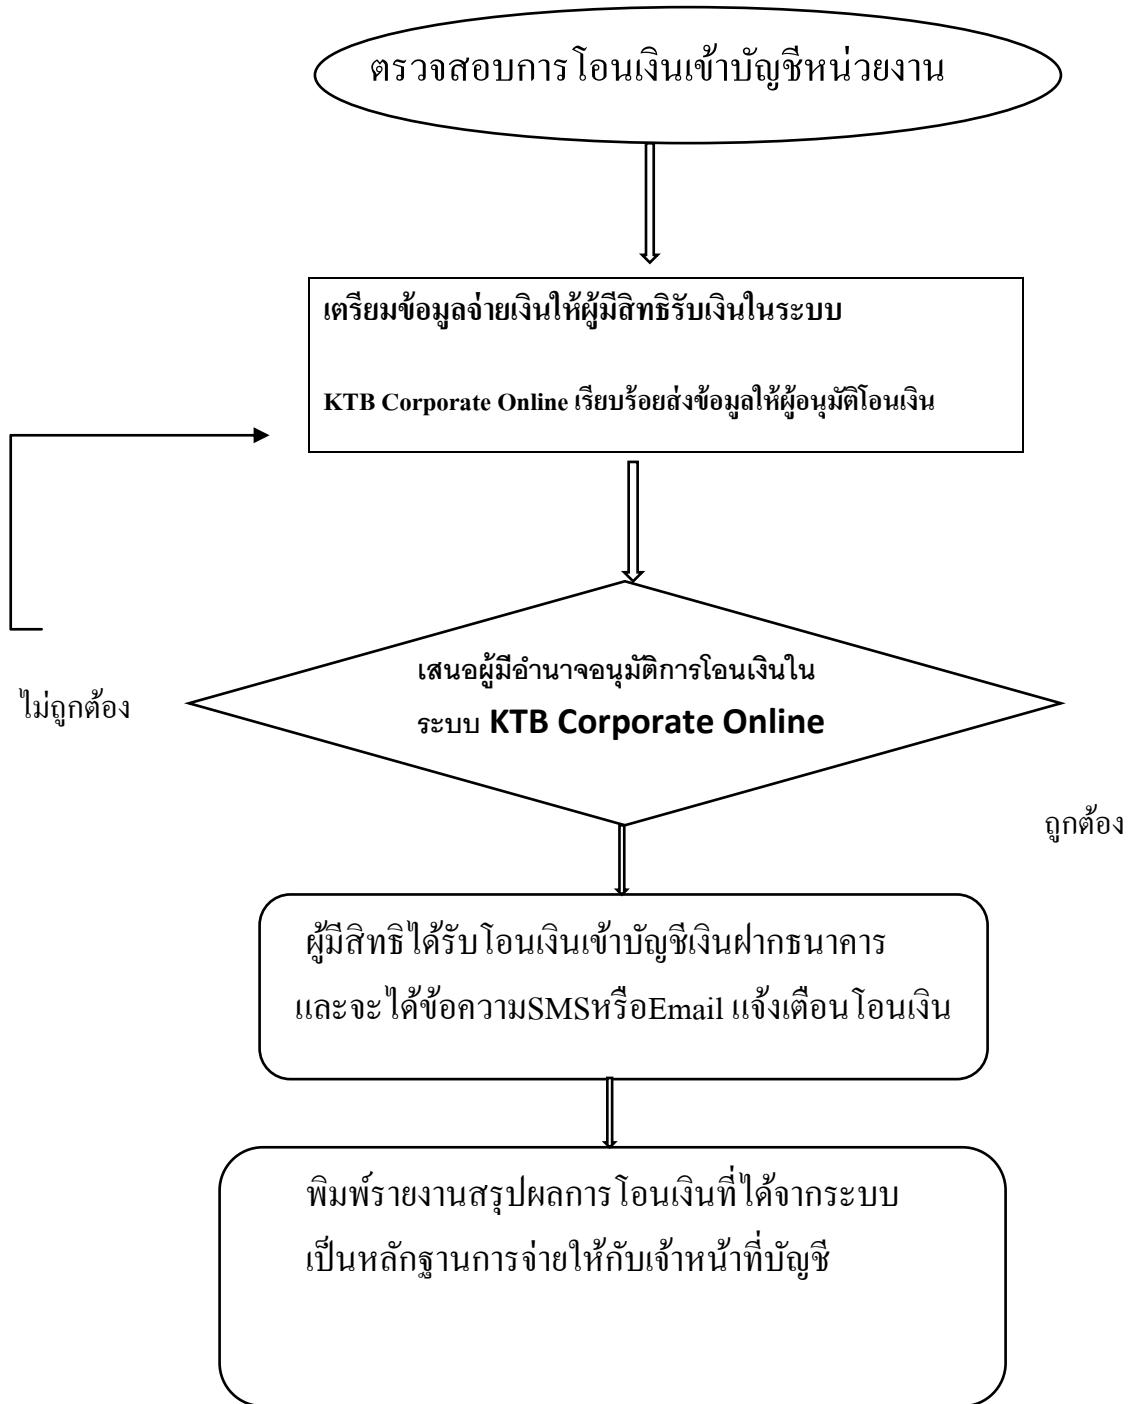 ตรวจสอบการโอนเงินเข้าบัญชีหน่วยงาน
เตรียมข้อมูลจ่ายเงินให้ผู้มีสิทธิรับเงินในระบบ
KTB Corporate Online เรียบร้อยส่งข้อมูลให้ผู้อนุมัติโอนเงิน
เสนอผู้มีอำนาจอนุมัติการโอนเงินใน
ระบบ KTB Corporate Online
ไม่ถูกต้อง
ถูกต้อง
ผู้มีสิทธิได้รับโอนเงินเข้าบัญชีเงินฝากธนาคาร
และจะได้ข้อความSMSหรือEmail แจ้งเตือนโอนเงิน
พิมพ์รายงานสรุปผลการโอนเงินที่ได้จากระบบ
เป็นหลักฐานการจ่ายให้กับเจ้าหน้าที่บัญชี